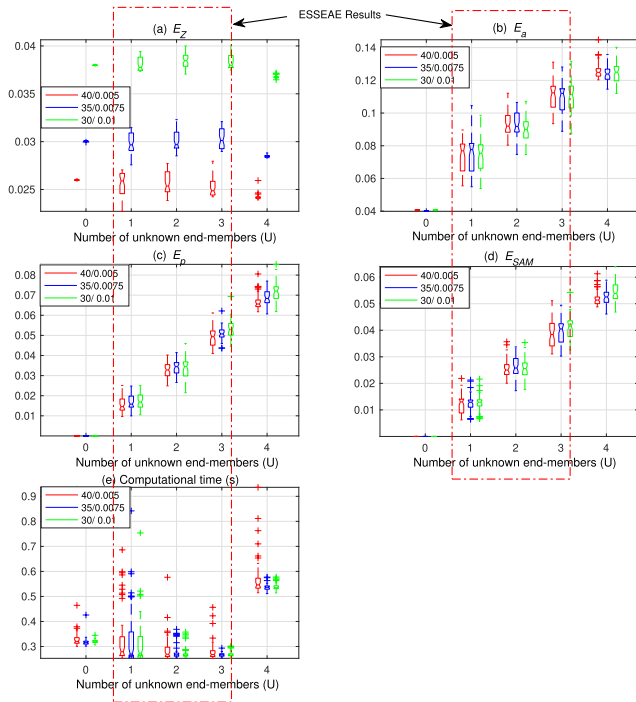 ESSEAE Results
(a) E_Z
0.04
0.035
0.03
0.025
40/0.005
35/0.0075
30/ 0.01
0 1 2 3 4
Number of unknown end-members (U)
(b) E_a
0.14
0.12
0.1
0.08
0.06
0.04
40/0.005
35/0.0075
30/ 0.01
0 1 2 3 4
Number of unknown end-members (U)
(c) E_p
0.08
0.07
0.06
0.05
0.04
0.03
0.02
0.01
40/0.005
35/0.0075
30/ 0.01
0 1 2 3 4
Number of unknown end-members (U)
(d) E_SAM
0.06
0.05
0.04
0.03
0.02
0.01
40/0.005
35/0.0075
30/ 0.01
0 1 2 3 4
Number of unknown end-members (U)
(e) Computational time (s)
0.9
0.8
0.7
0.6
0.5
0.4
0.3
40/0.005
35/0.0075
30/ 0.01
0 1 2 3 4
Number of unknown end-members (U)